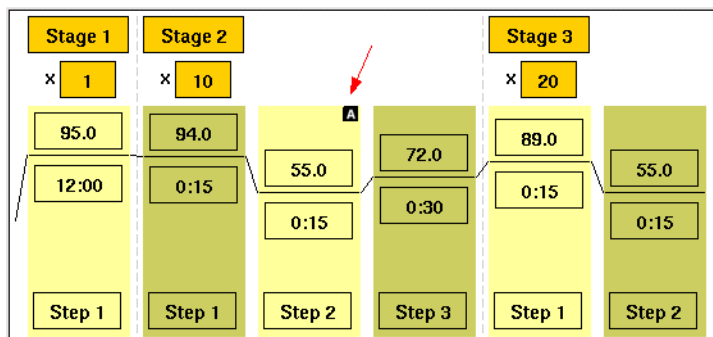 Stage 1 Stage 2 Stage 3
x 1 x 10 x 20
A
95.0 94.0 55.0 72.0 89.0 55.0
12:00 0:15 0:15 0:30 0:15 0:15
Step 1 Step 1 Step 2 Step 3 Step 1 Step 2